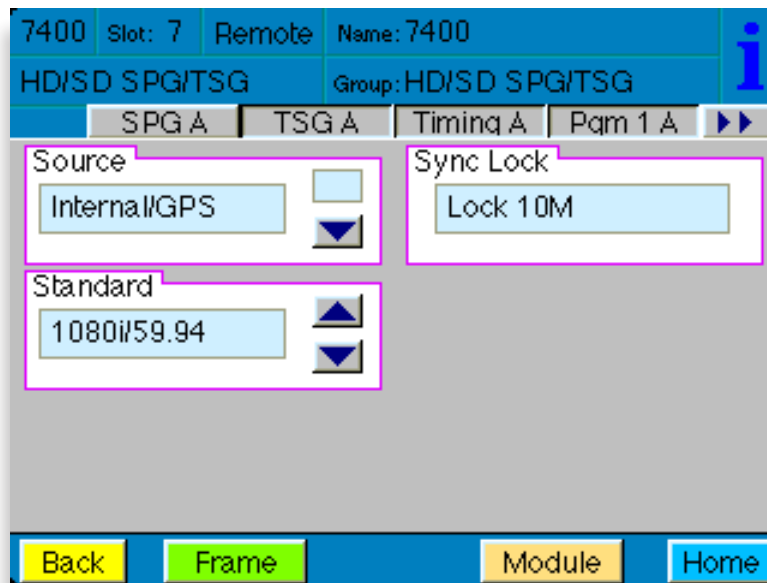 7400 Slot: 7 Remote Name: 7400
HD/SD SPG/TSG Group: HD/SD SPG/TSG
i
SPG A TSG A Timing A Pgm 1 A
Source Sync Lock
Internal/GPS Lock 10M
Standard
1080i/59.94
Back Frame Module Home